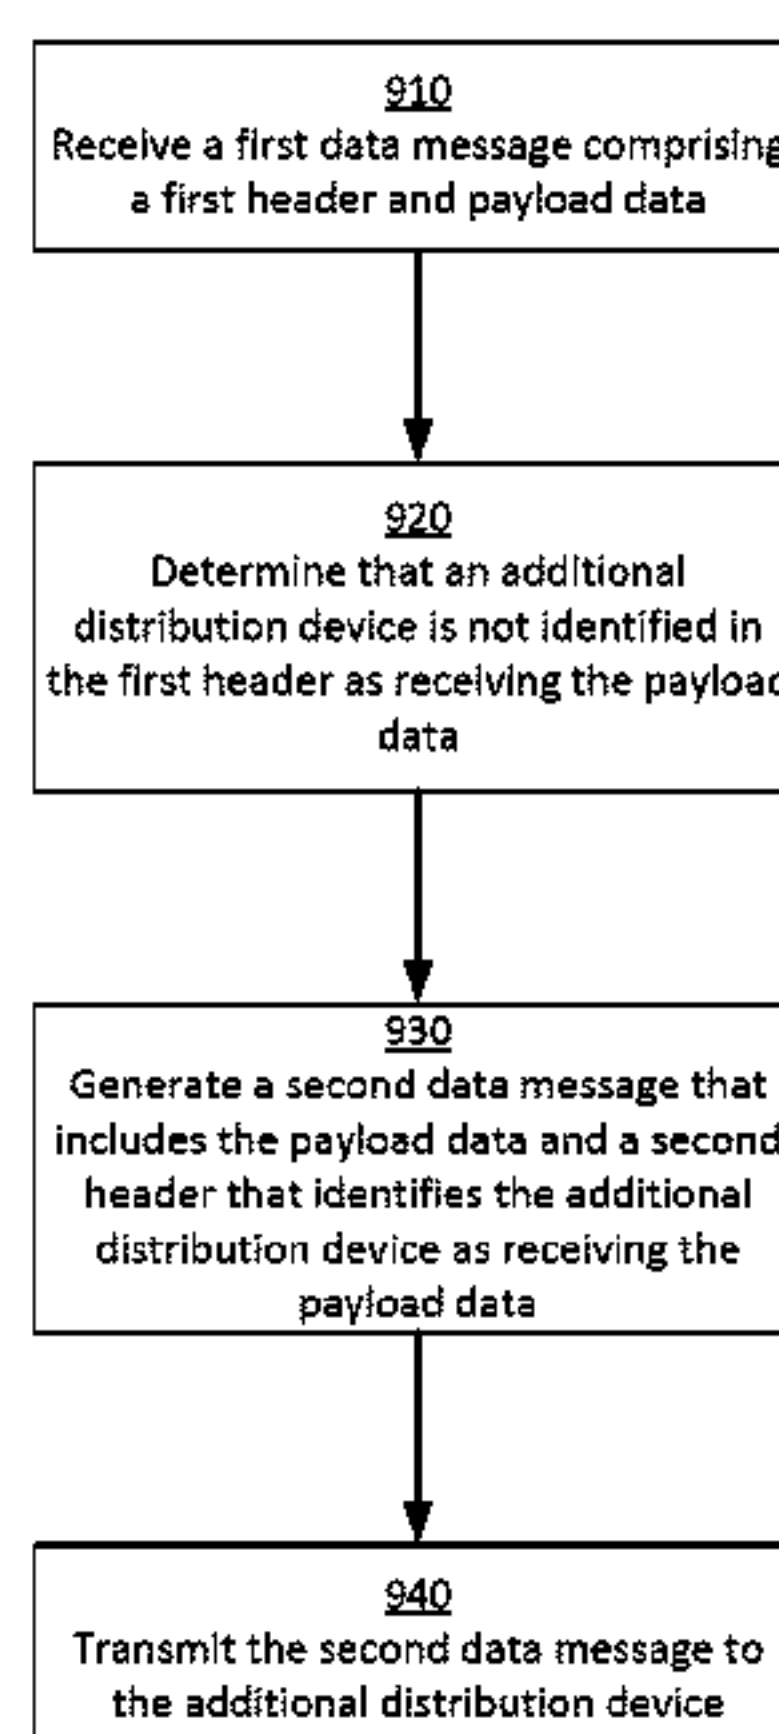 910
Receive a first data message comprising
a first header and payload data
920
Determine that an additional
distribution device is not identified in
the first header as receiving the payload
data
930
Generate a second data message that
includes the payload data and a second
header that identifies the additional
distribution device as receiving the
payload data
940
Transmit the second data message to
the additional distribution device